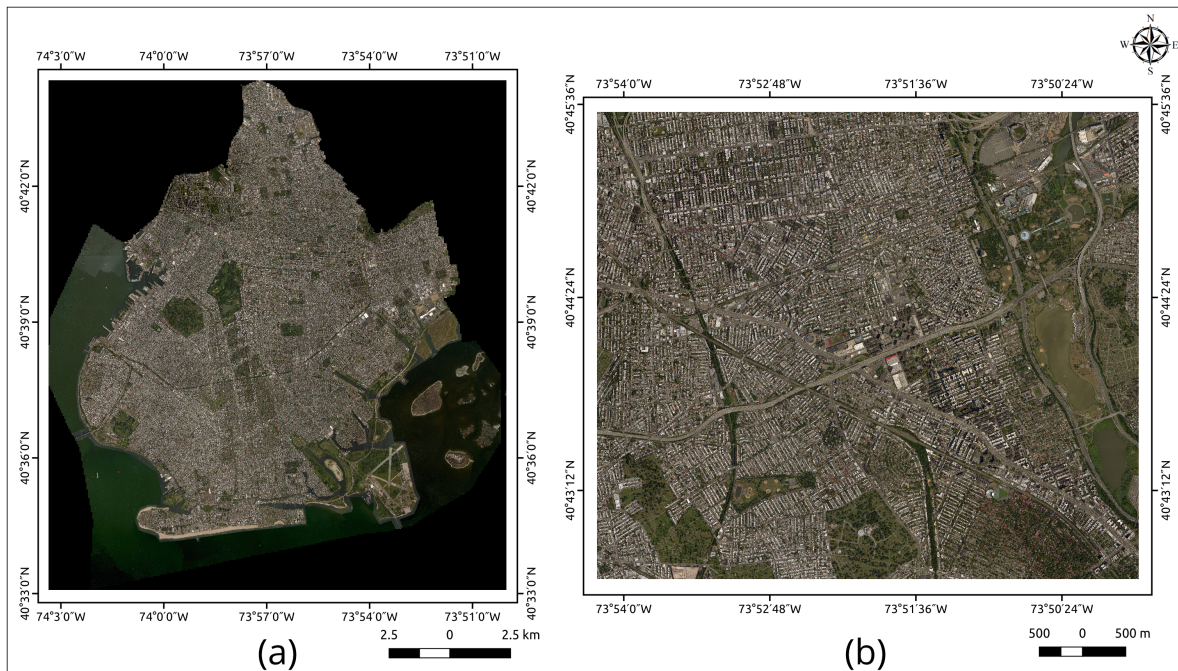 N
W E
S
74°3′0″W 74°0′0″W 73°57′0″W 73°54′0″W 73°51′0″W
40°42′0″N 40°42′0″N
40°39′0″N 40°39′0″N
40°36′0″N 40°36′0″N
40°33′0″N 40°33′0″N
74°3′0″W 74°0′0″W 73°57′0″W 73°54′0″W 73°51′0″W
2.5 0 2.5 km
(a)
73°54′0″W 73°52′48″W 73°51′36″W 73°50′24″W
40°45′36″N 40°45′36″N
40°44′24″N 40°44′24″N
40°43′12″N 40°43′12″N
73°54′0″W 73°52′48″W 73°51′36″W 73°50′24″W
500 0 500 m
(b)